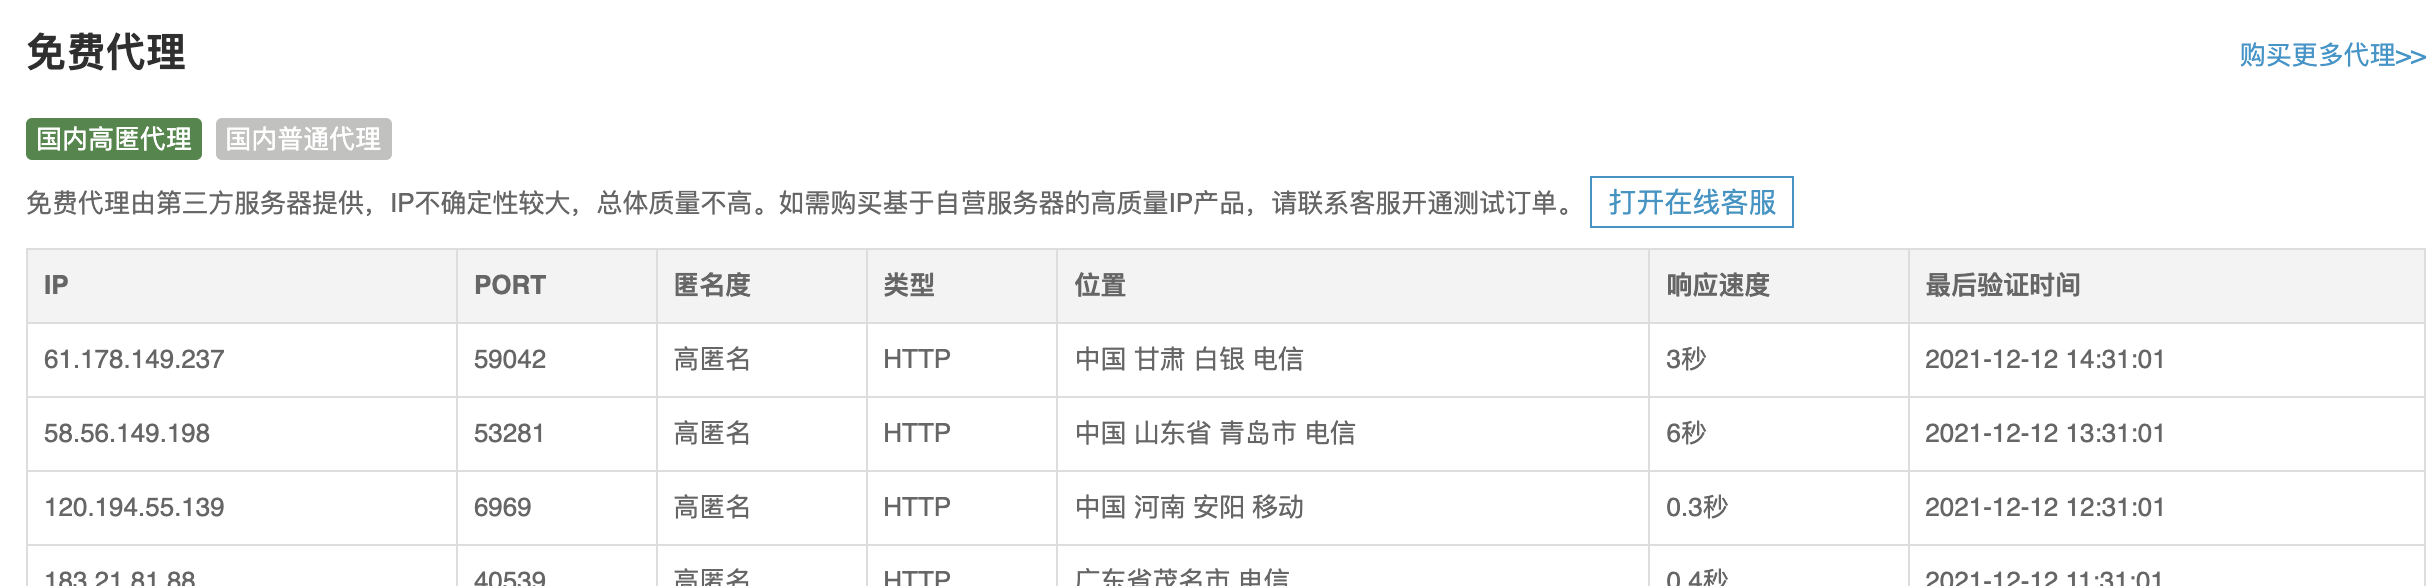 免费代理
购买更多代理>>
国内高匿代理 国内普通代理
免费代理由第三方服务器提供，IP不确定性较大，总体质量不高。如需购买基于自营服务器的高质量IP产品，请联系客服开通测试订单。 打开在线客服
IP PORT 匿名度 类型 位置 响应速度 最后验证时间
61.178.149.237 59042 高匿名 HTTP 中国 甘肃 白银 电信 3秒 2021-12-12 14:31:01
58.56.149.198 53281 高匿名 HTTP 中国 山东省 青岛市 电信 6秒 2021-12-12 13:31:01
120.194.55.139 6969 高匿名 HTTP 中国 河南 安阳 移动 0.3秒 2021-12-12 12:31:01
183.21.81.88 40539 高匿名 HTTP 广东省茂名市 电信 0.4秒 2021-12-12 11:31:01